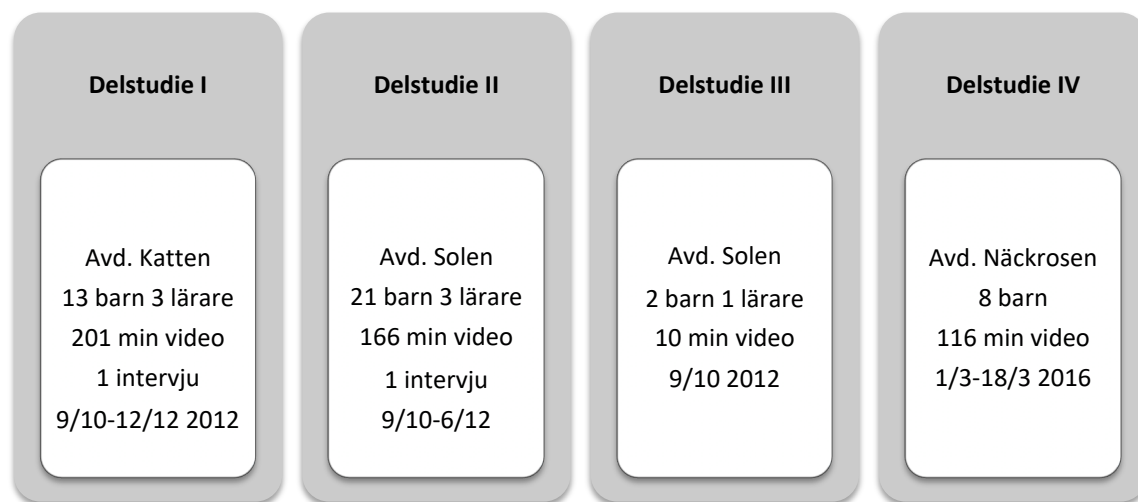 Delstudie I
Avd. Katten
13 barn 3 lärare
201 min video
1 intervju
9/10-12/12 2012
Delstudie II
Avd. Solen
21 barn 3 lärare
166 min video
1 intervju
9/10-6/12
Delstudie III
Avd. Solen
2 barn 1 lärare
10 min video
9/10 2012
Delstudie IV
Avd. Näckrosen
8 barn
116 min video
1/3-18/3 2016